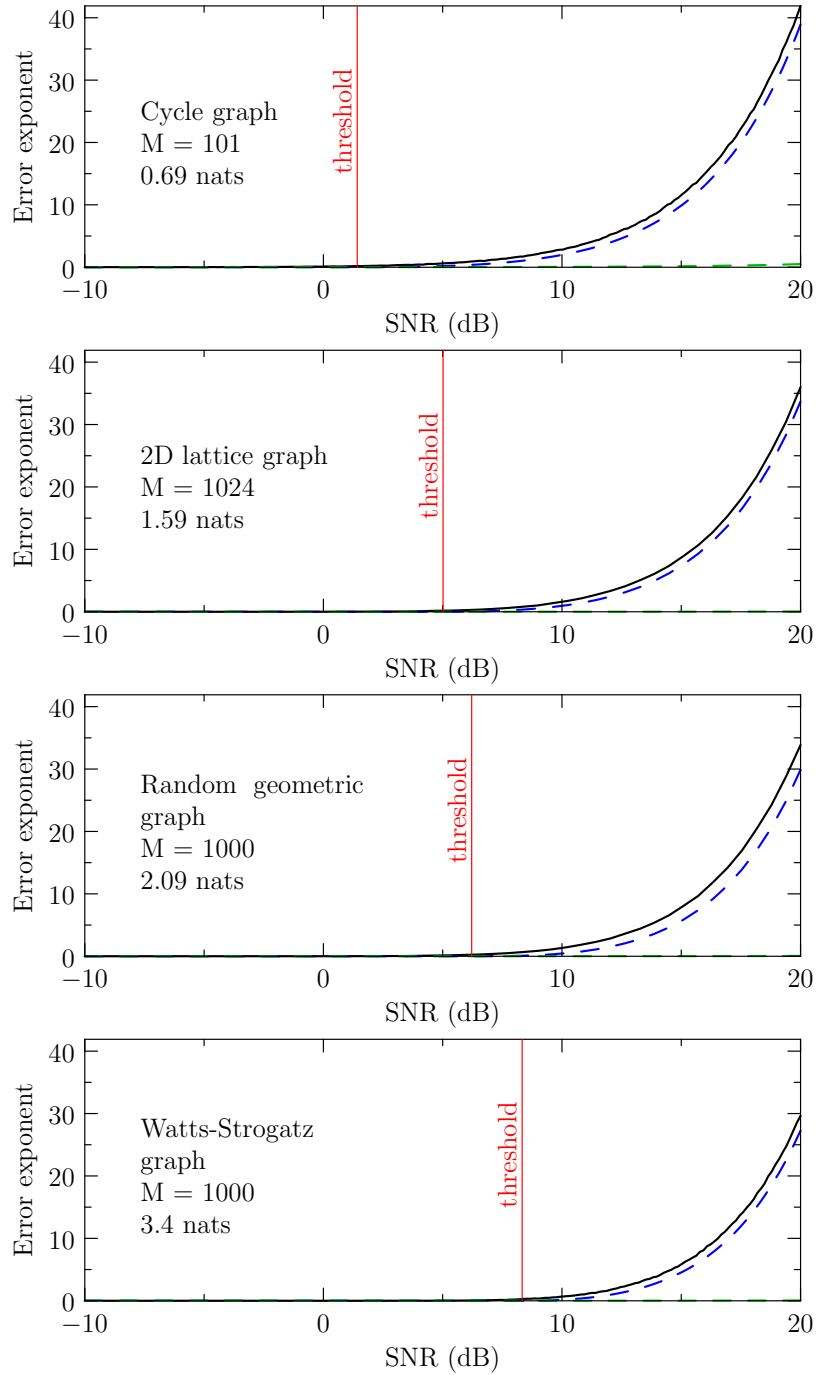 40
30
20
10
0
Error exponent
Cycle graph
M = 101
0.69 nats
threshold
−10
0
10
20
SNR (dB)
40
30
20
10
0
Error exponent
2D lattice graph
M = 1024
1.59 nats
threshold
−10
0
10
20
SNR (dB)
40
30
20
10
0
Error exponent
Random geometric
graph
M = 1000
2.09 nats
threshold
−10
0
10
20
SNR (dB)
40
30
20
10
0
Error exponent
Watts-Strogatz
graph
M = 1000
3.4 nats
threshold
−10
0
10
20
SNR (dB)